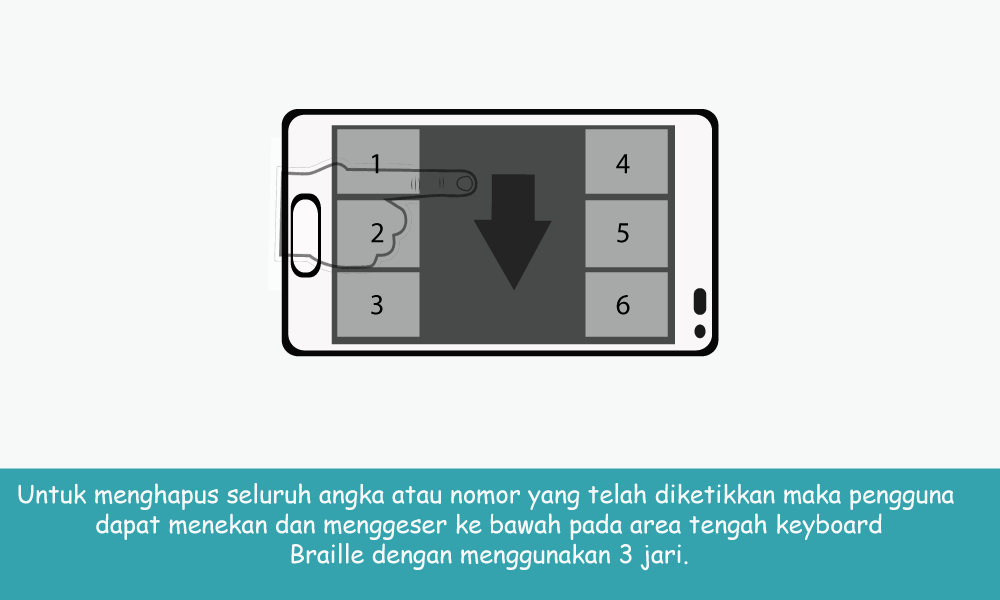 1
4
2
5
3
6
Untuk menghapus seluruh angka atau nomor yang telah diketikkan maka pengguna
dapat menekan dan menggeser ke bawah pada area tengah keyboard
Braille dengan menggunakan 3 jari.